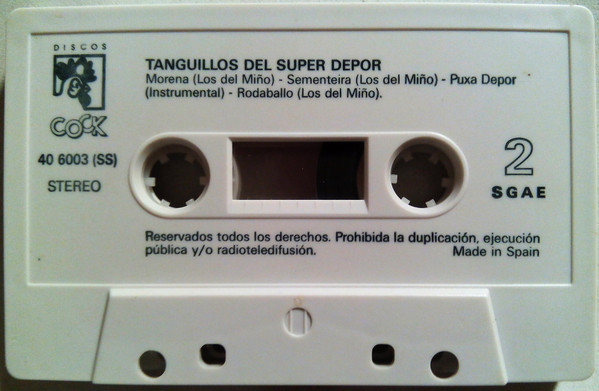 DISCOS
COCK
40 6003 (SS)
STEREO
TANGUILLOS DEL SUPER DEPOR
Morena (Los del Miño) - Sementeira (Los del Miño) - Puxa Depor
(Instrumental) - Rodaballo (Los del Miño).
2
SGAE
Reservados todos los derechos. Prohibida la duplicación, ejecución
pública y/o radioteledifusión. Made in Spain